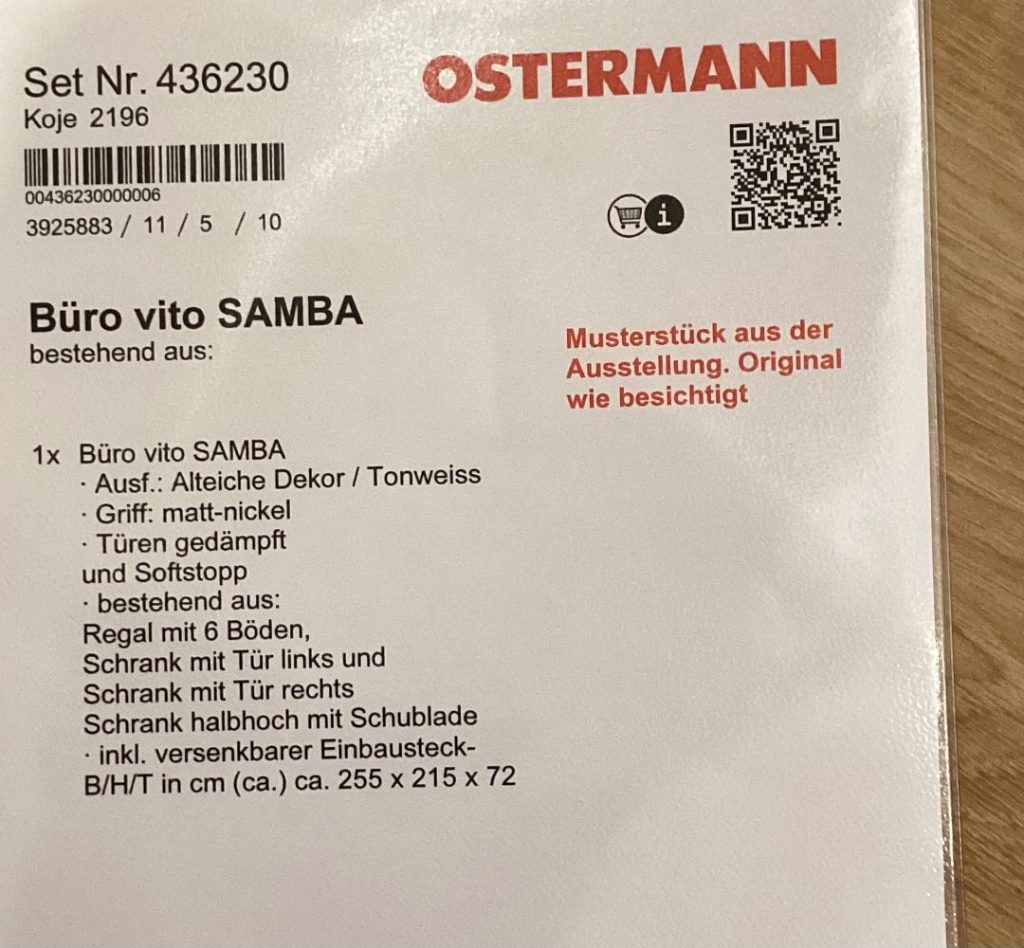 Set Nr. 436230
OSTERMANN
Koje 2196
00436230000006
3925883 / 11 / 5 / 10
i
Büro vito SAMBA
bestehend aus:
Musterstück aus der
Ausstellung. Original
wie besichtigt
1x Büro vito SAMBA
· Ausf.: Alteiche Dekor / Tonweiss
· Griff: matt-nickel
· Türen gedämpft
und Softstopp
· bestehend aus:
Regal mit 6 Böden,
Schrank mit Tür links und
Schrank mit Tür rechts
Schrank halbhoch mit Schublade
· inkl. versenkbarer Einbausteck-
B/H/T in cm (ca.) ca. 255 x 215 x 72